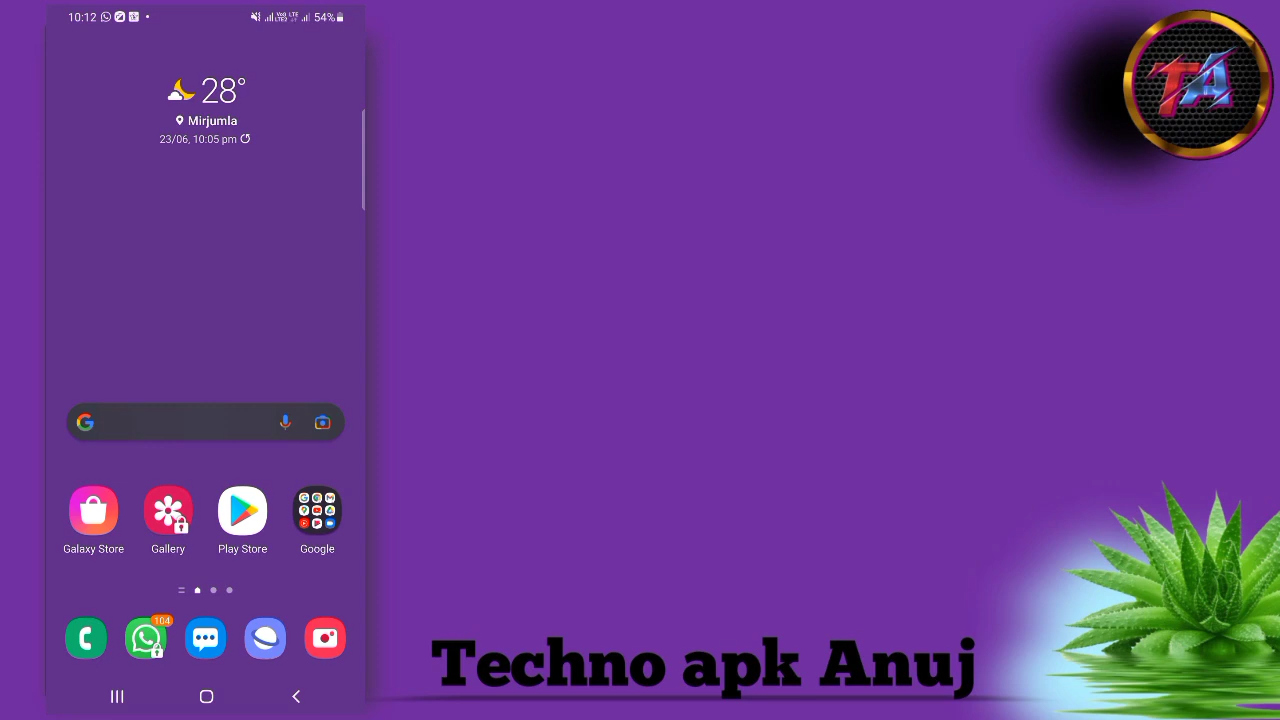 10:12 54%
28°
Mirjumla
23/06, 10:05 pm
Galaxy Store Gallery Play Store Google
104
Techno apk Anuj
TA